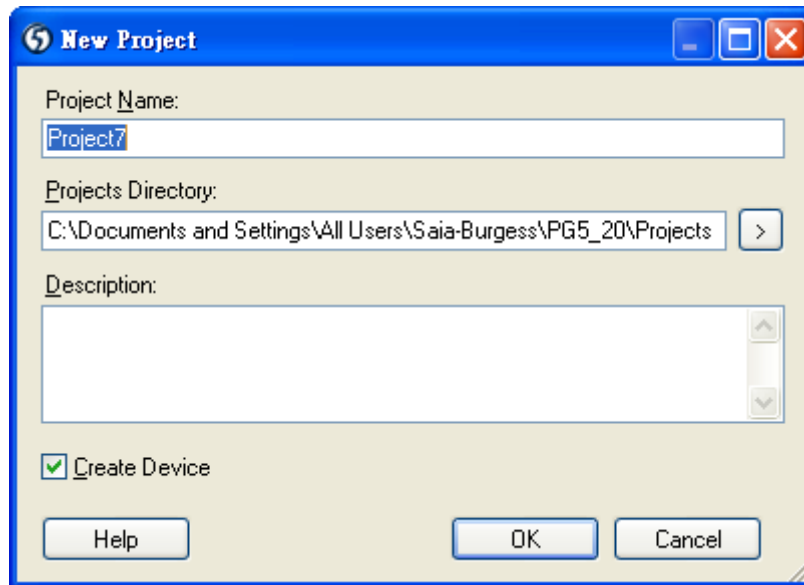 New Project
Project Name:
Project7
Projects Directory:
C:\Documents and Settings\All Users\Saia-Burgess\PG5_20\Projects
>
Description:
Create Device
Help
OK
Cancel